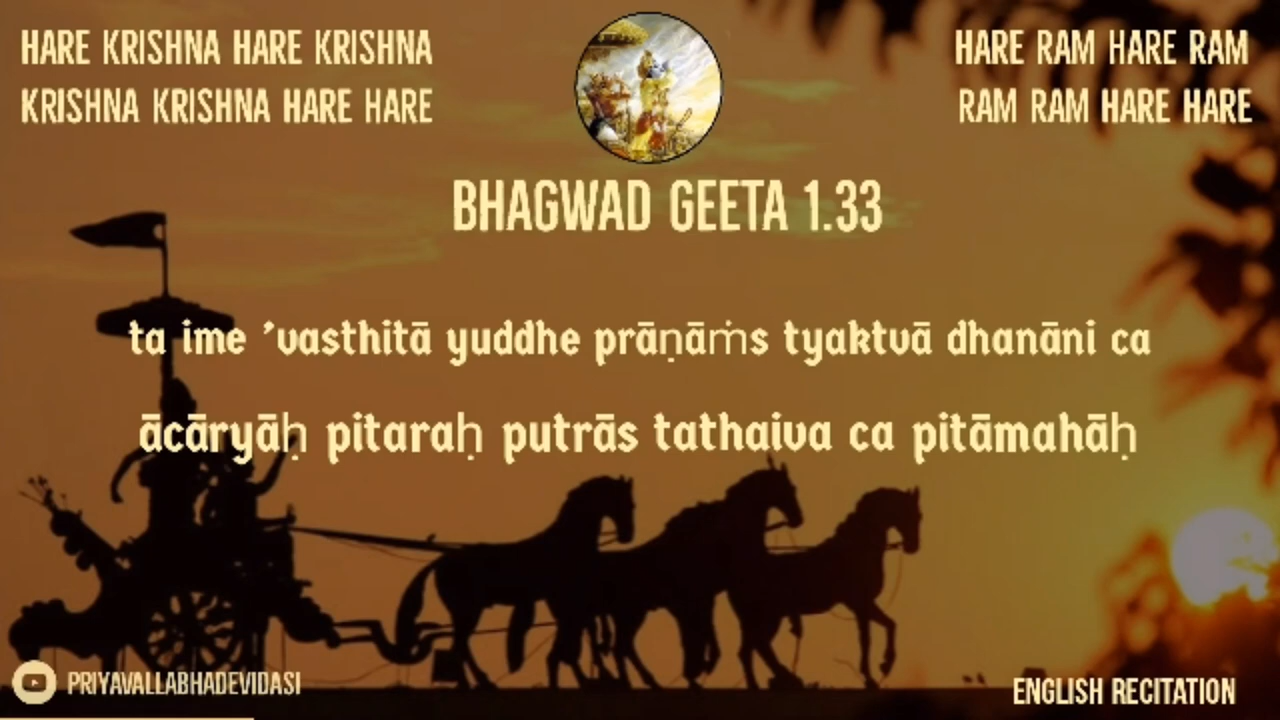 HARE KRISHNA HARE KRISHNA
KRISHNA KRISHNA HARE HARE
HARE RAM HARE RAM
RAM RAM HARE HARE
BHAGWAD GEETA 1.33
ta ime ’vasthitā yuddhe prāṇāṁs tyaktvā dhanāni ca
ācāryāḥ pitaraḥ putrās tathaiva ca pitāmahāḥ
PRIYAVALLABHADEVIDASI
ENGLISH RECITATION